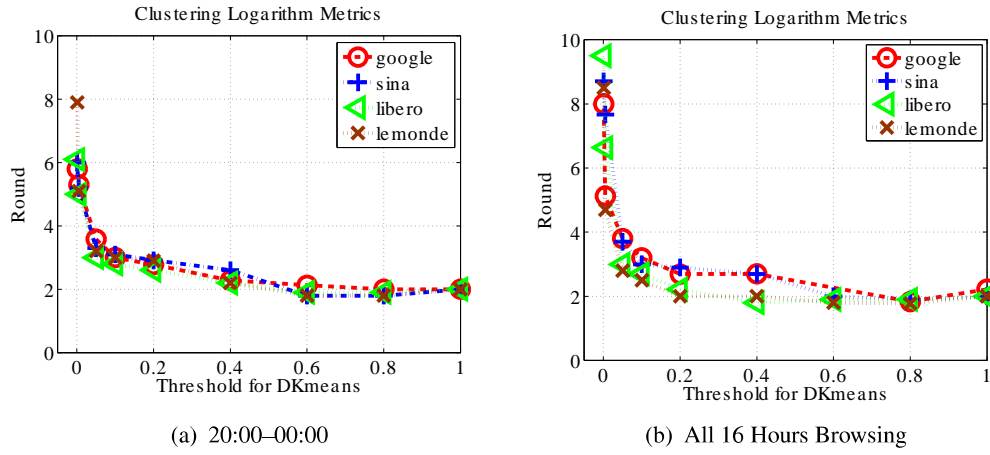 Clustering Logarithm Metrics
10
8
6
4
2
0
Round
0 0.2 0.4 0.6 0.8 1
Threshold for DKmeans
google
sina
libero
lemonde
(a) 20:00–00:00
Clustering Logarithm Metrics
10
8
6
4
2
0
Round
0 0.2 0.4 0.6 0.8 1
Threshold for DKmeans
google
sina
libero
lemonde
(b) All 16 Hours Browsing